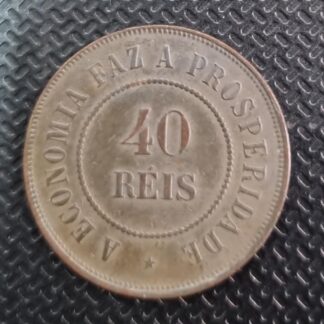 A ECONOMIA FAZ A PROSPERIDADE
40
RÉIS